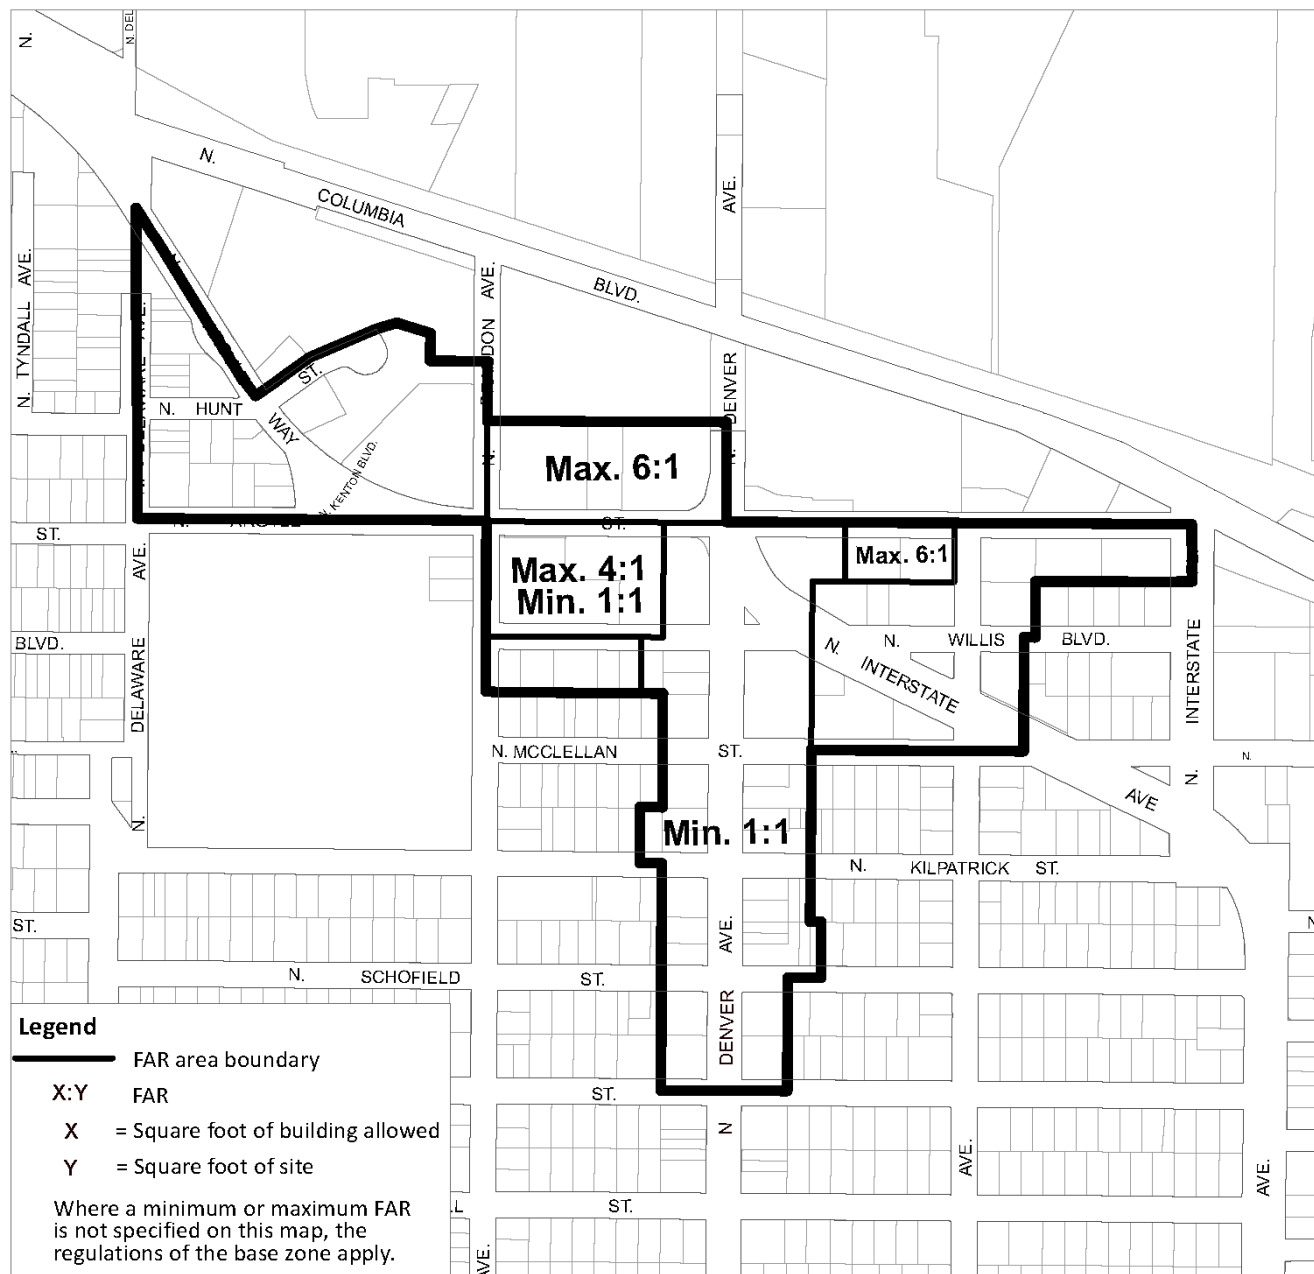 N.
N. DEL
N.
COLUMBIA
AVE.
N. TYNDALL AVE.
AVE.
BLVD.
DENVER
ST.
N. HUNT
WAY
N. KENTON BLVD.
N.
N.
Max. 6:1
ST.
ST.
Max. 4:1
Min. 1:1
Max. 6:1
AVE.
BLVD.
DELAWARE
N.
N. WILLIS BLVD.
N. INTERSTATE
INTERSTATE
N. MCCLELLAN ST.
N.
N.
AVE
N.
Min. 1:1
N. KILPATRICK ST.
ST.
AVE.
N. SCHOFIELD ST.
DENVER
ST.
N
AVE.
AVE.
ST.
AVE.
Legend
FAR area boundary
X:Y FAR
X = Square foot of building allowed
Y = Square foot of site
Where a minimum or maximum FAR
is not specified on this map, the
regulations of the base zone apply.